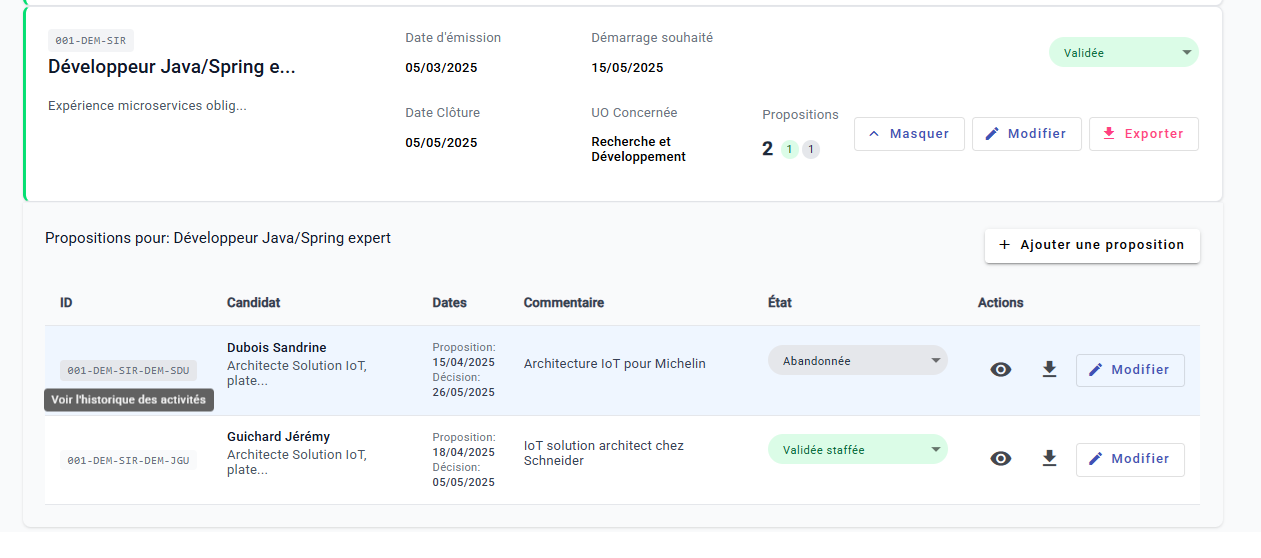 001-DEM-SIR
Développeur Java/Spring e...
Expérience microservices oblig...
Date d'émission
05/03/2025
Démarrage souhaité
15/05/2025
Validée
Date Clôture
05/05/2025
UO Concernée
Recherche et
Développement
Propositions
2 1 1
Masquer
Modifier
Exporter
Propositions pour: Développeur Java/Spring expert
+ Ajouter une proposition
ID Candidat Dates Commentaire État Actions
001-DEM-SIR-DEM-SDU
Voir l'historique des activités
Dubois Sandrine
Architecte Solution IoT,
plate...
Proposition:
15/04/2025
Décision:
26/05/2025
Architecture IoT pour Michelin
Abandonnée
Modifier
001-DEM-SIR-DEM-JGU
Guichard Jérémy
Architecte Solution IoT,
plate...
Proposition:
18/04/2025
Décision:
05/05/2025
IoT solution architect chez
Schneider
Validée staffée
Modifier